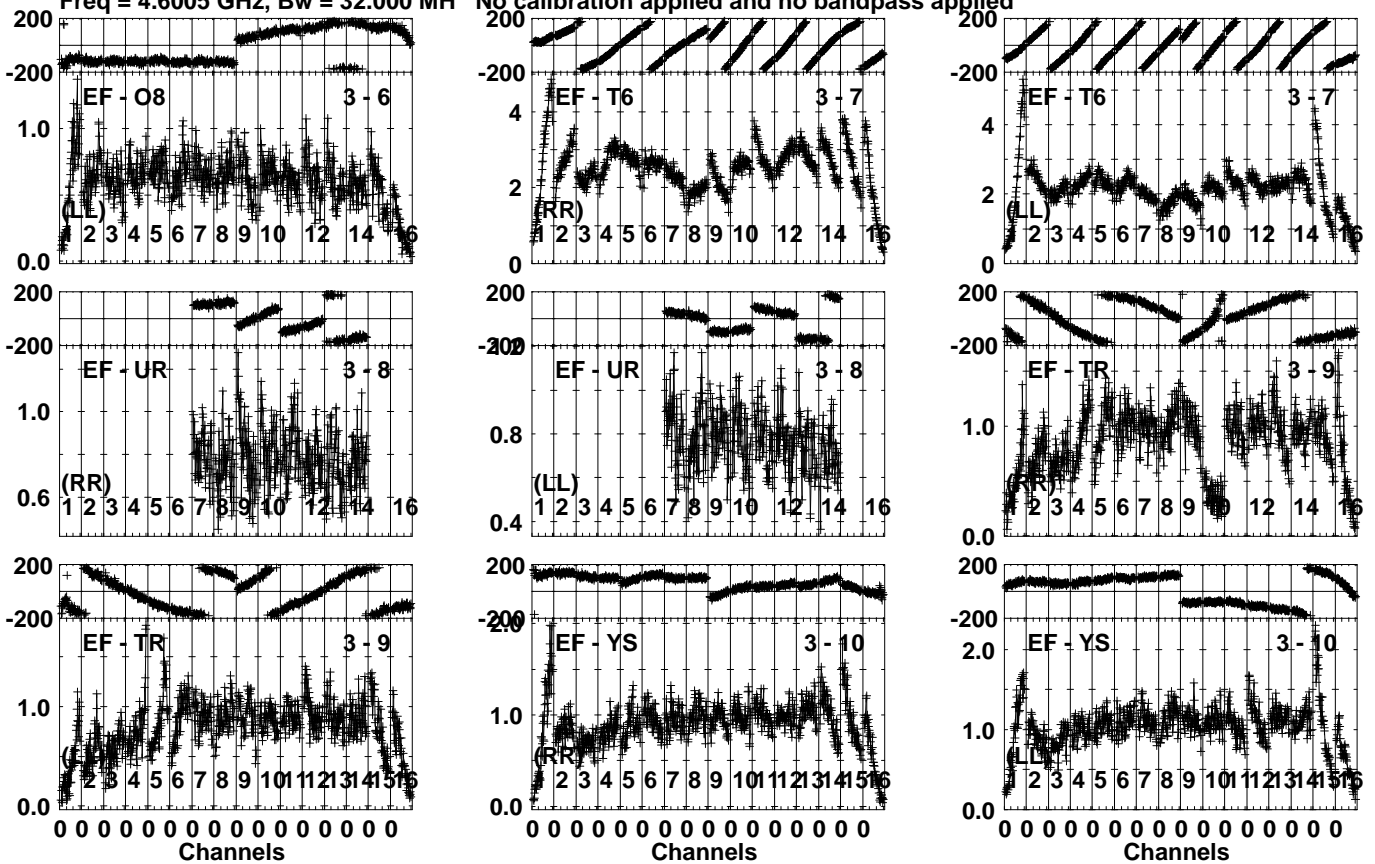 Freq = 4.6005 GHz, Bw = 32.000 MH   No calibration applied and no bandpass applied
200 200 200
-200 -200 -200
EF - O8 3 - 6 EF - T6 3 - 7 EF - T6 3 - 7
1.0 4 4
2 2
(LL) (RR) (LL)
1 2 3 4 5 6 7 8 9 10 12 14 16
1 2 3 4 5 6 7 8 9 10 12 14 16
2 3 4 5 6 7 8 9 10 12 14 16
0.0 0 0
200 200 200
-200 -200 -200
EF - UR 3 - 8 EF - UR 3 - 8 EF - TR 3 - 9
1.0 0.8 1.0
(RR) (LL) (RR)
0.6 0.4 0.0
1 2 3 4 5 6 7 8 9 10 12 14 16
1 2 3 4 5 6 7 8 9 10 12 14 16
1 2 3 4 5 6 7 8 9 10 12 14 16
200 200 200
-200 -200 -200
2.0
EF - TR 3 - 9 EF - YS 3 - 10 EF - YS 3 - 10
2.0
1.0 1.0 1.0
(RR) (LL)
2 3 4 5 6 7 8 9 10 11 12 13 14 15 16
1 2 3 4 5 6 7 8 9 10 11 12 13 14 15 16
2 3 4 5 6 7 8 9 10 11 12 13 14 15 16
0.0 0.0 0.0
0 0 0 0 0 0 0 0 0 0 0 0 0 0 0 0
0 0 0 0 0 0 0 0 0 0 0 0 0 0 0 0
0 0 0 0 0 0 0 0 0 0 0 0 0 0 0 0
Channels Channels Channels